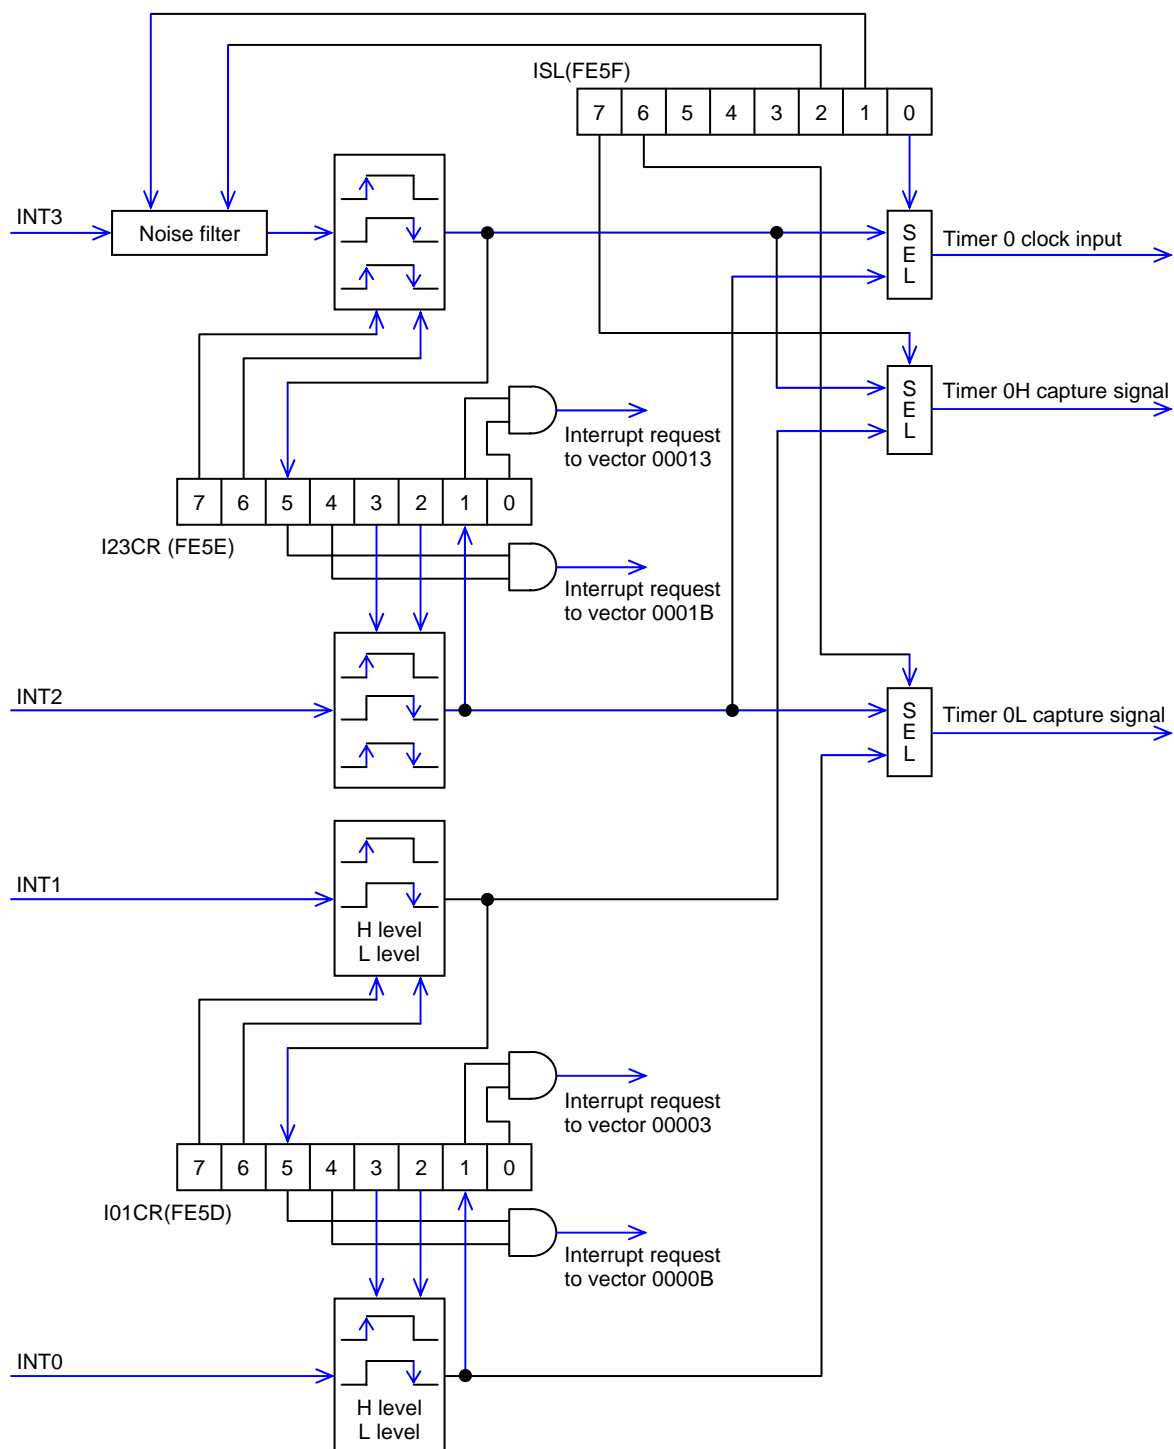 ISL(FE5F)
7 6 5 4 3 2 1 0
INT3
Noise filter
S
E
L
Timer 0 clock input
S
E
L
Timer 0H capture signal
Interrupt request
to vector 00013
7 6 5 4 3 2 1 0
I23CR (FE5E)
Interrupt request
to vector 0001B
INT2
S
E
L
Timer 0L capture signal
INT1
H level
L level
Interrupt request
to vector 00003
7 6 5 4 3 2 1 0
I01CR(FE5D)
Interrupt request
to vector 0000B
INT0
H level
L level